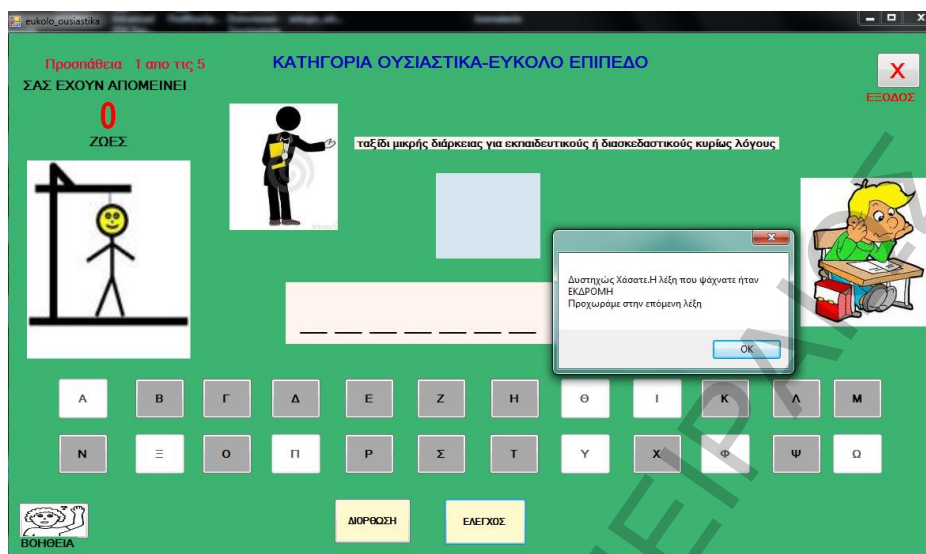 eukolo_ousiastika
Προσπάθεια 1 απο τις 5
ΚΑΤΗΓΟΡΙΑ ΟΥΣΙΑΣΤΙΚΑ-ΕΥΚΟΛΟ ΕΠΙΠΕΔΟ
X
ΕΞΟΔΟΣ
ΣΑΣ ΕΧΟΥΝ ΑΠΟΜΕΙΝΕΙ
0
ΖΩΕΣ
ταξίδι μικρής διάρκειας για εκπαιδευτικούς ή διασκεδαστικούς κυρίως λόγους
Δυστηχώς Χάσατε.Η λέξη που ψάχνατε ήταν
ΕΚΔΡΟΜΗ
Προχωράμε στην επόμενη λέξη
OK
Α Β Γ Δ Ε Ζ Η Θ Ι Κ Λ Μ
Ν Ξ Ο Π Ρ Σ Τ Υ Χ Φ Ψ Ω
ΔΙΟΡΘΩΣΗ
ΕΛΕΓΧΟΣ
ΒΟΗΘΕΙΑ
ΠΕΙΡΑΙΩΣ